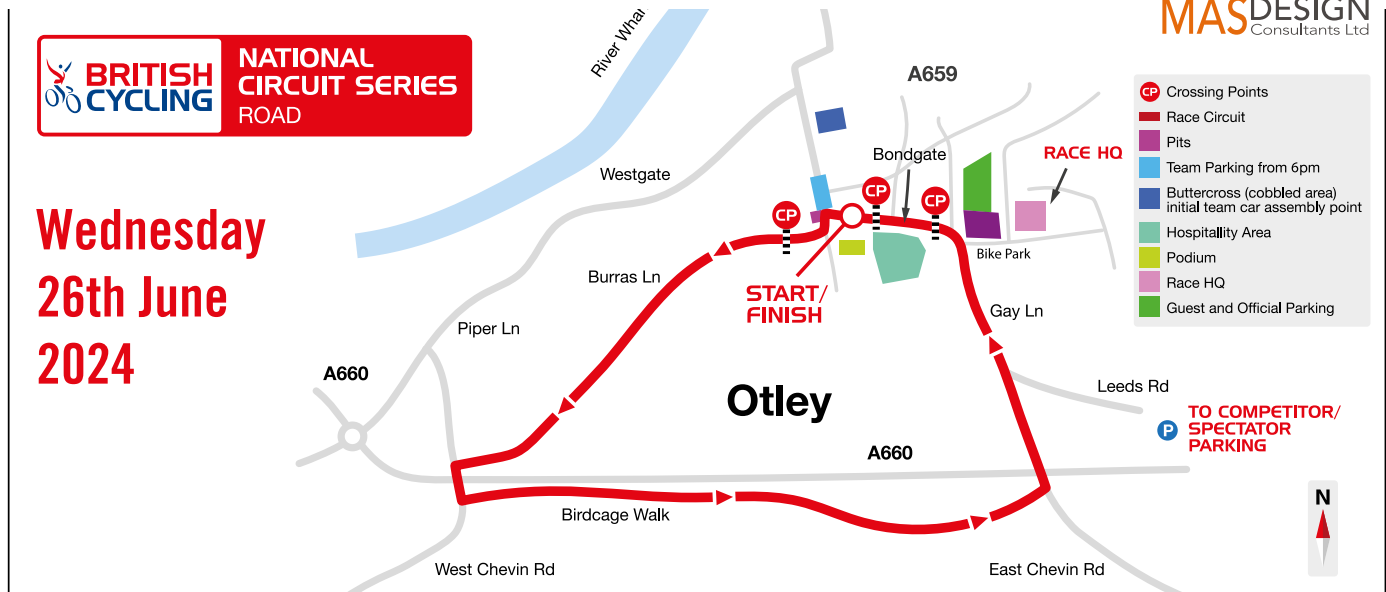 MASDESIGN
Consultants Ltd
BRITISH
CYCLING
NATIONAL
CIRCUIT SERIES
ROAD
Wednesday
26th June
2024
River
A659
Westgate
Bondgate
RACE HQ
CP
CP
CP
Burras Ln
Bike Park
START/
FINISH
Gay Ln
Piper Ln
A660
Otley
Leeds Rd
P
TO COMPETITOR/
SPECTATOR
PARKING
A660
Birdcage Walk
West Chevin Rd
East Chevin Rd
N
CP Crossing Points
Race Circuit
Pits
Team Parking from 6pm
Buttercross (cobbled area)
initial team car assembly point
Hospitallity Area
Podium
Race HQ
Guest and Official Parking